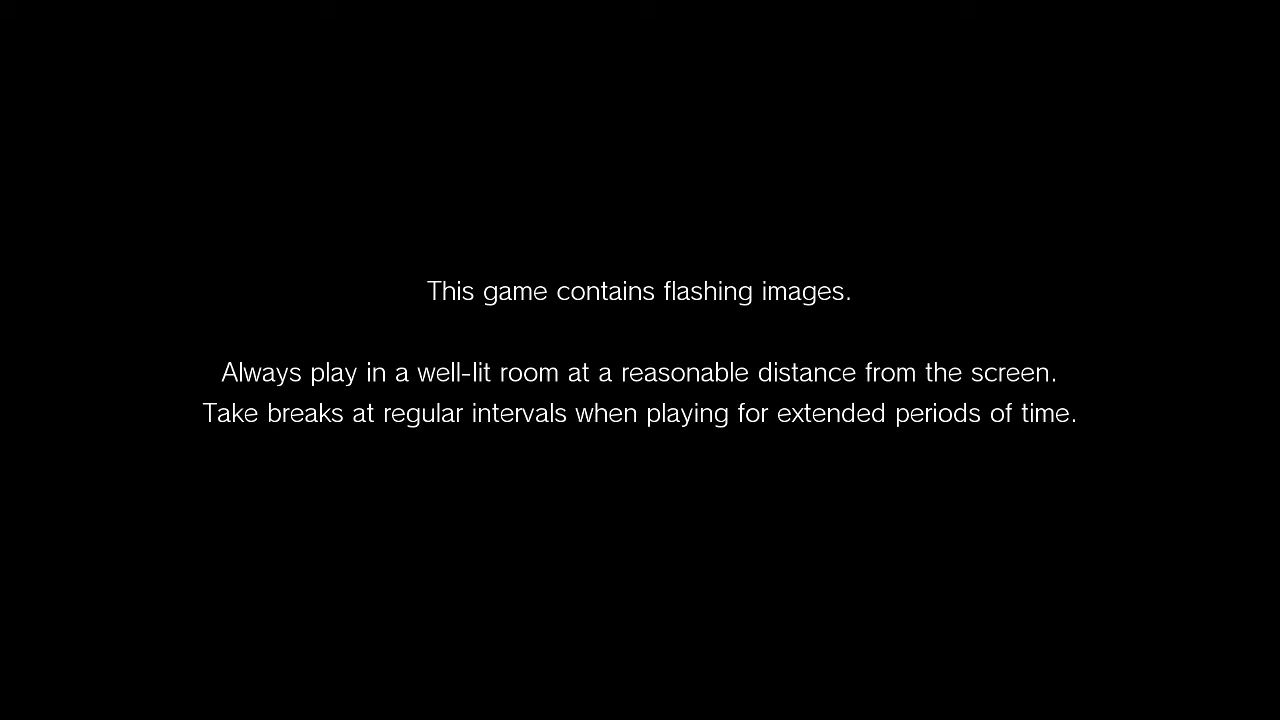 This game contains flashing images.
Always play in a well-lit room at a reasonable distance from the screen.
Take breaks at regular intervals when playing for extended periods of time.